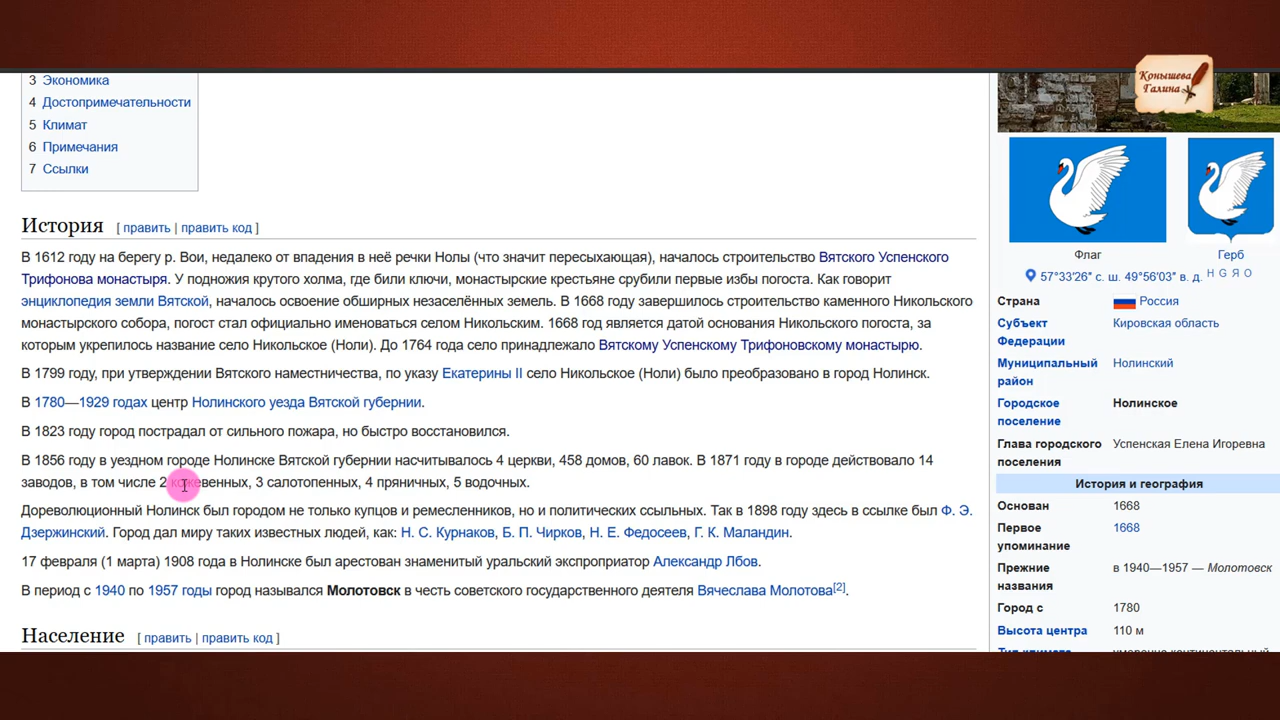 Конышева
Галина
3 Экономика
4 Достопримечательности
5 Климат
6 Примечания
7 Ссылки
История [ править | править код ]
В 1612 году на берегу р. Вои, недалеко от впадения в неё речки Нолы (что значит пересыхающая), началось строительство Вятского Успенского
Трифонова монастыря. У подножия крутого холма, где били ключи, монастырские крестьяне срубили первые избы погоста. Как говорит
энциклопедия земли Вятской, началось освоение обширных незаселённых земель. В 1668 году завершилось строительство каменного Никольского
монастырского собора, погост стал официально именоваться селом Никольским. 1668 год является датой основания Никольского погоста, за
которым укрепилось название село Никольское (Ноли). До 1764 года село принадлежало Вятскому Успенскому Трифоновскому монастырю.
В 1799 году, при утверждении Вятского наместничества, по указу Екатерины II село Никольское (Ноли) было преобразовано в город Нолинск.
В 1780—1929 годах центр Нолинского уезда Вятской губернии.
В 1823 году город пострадал от сильного пожара, но быстро восстановился.
В 1856 году в уездном городе Нолинске Вятской губернии насчитывалось 4 церкви, 458 домов, 60 лавок. В 1871 году в городе действовало 14
заводов, в том числе 2 кожевенных, 3 салотопенных, 4 пряничных, 5 водочных.
Дореволюционный Нолинск был городом не только купцов и ремесленников, но и политических ссыльных. Так в 1898 году здесь в ссылке был Ф. Э.
Дзержинский. Город дал миру таких известных людей, как: Н. С. Курнаков, Б. П. Чирков, Н. Е. Федосеев, Г. К. Маландин.
17 февраля (1 марта) 1908 года в Нолинске был арестован знаменитый уральский экспроприатор Александр Лбов.
В период с 1940 по 1957 годы город назывался Молотовск в честь советского государственного деятеля Вячеслава Молотова[2].
Население [ править | править код ]
Флаг Герб
57°33′26″ с. ш. 49°56′03″ в. д. H G Я O
Страна Россия
Субъект Кировская область
Федерации
Муниципальный Нолинский
район
Городское Нолинское
поселение
Глава городского Успенская Елена Игоревна
поселения
История и география
Основан 1668
Первое 1668
упоминание
Прежние в 1940—1957 — Молотовск
названия
Город с 1780
Высота центра 110 м
Тип климата умеренно континентальный